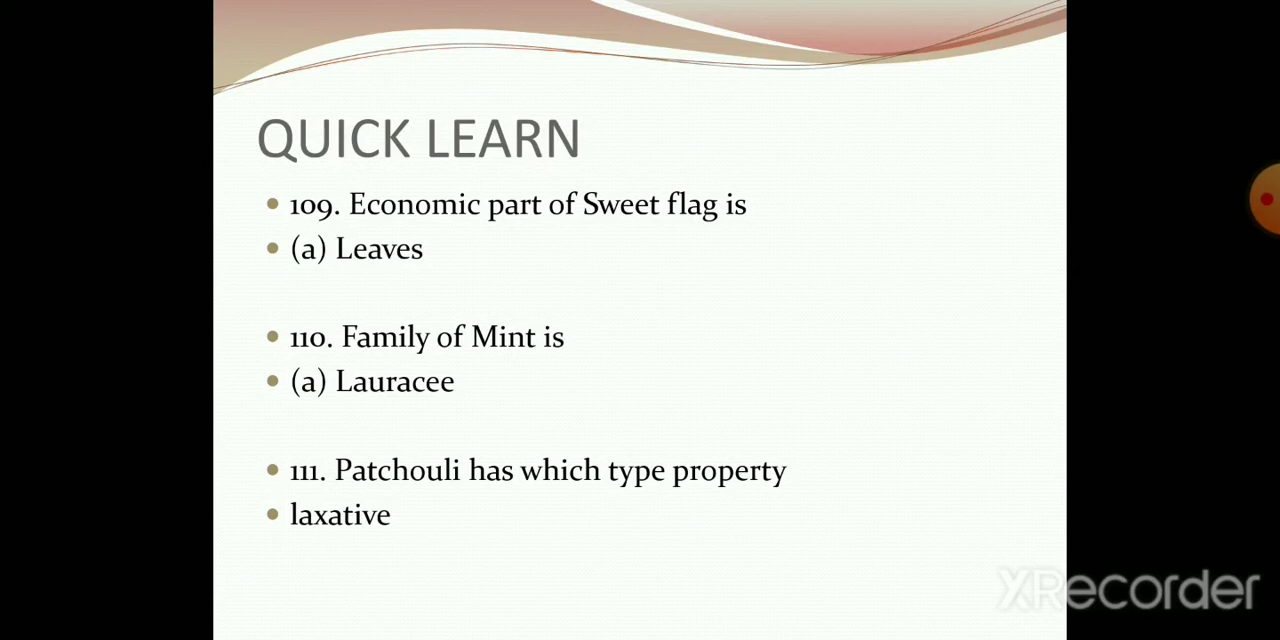 QUICK LEARN
109. Economic part of Sweet flag is
(a) Leaves
110. Family of Mint is
(a) Lauracee
111. Patchouli has which type property
laxative
XRecorder